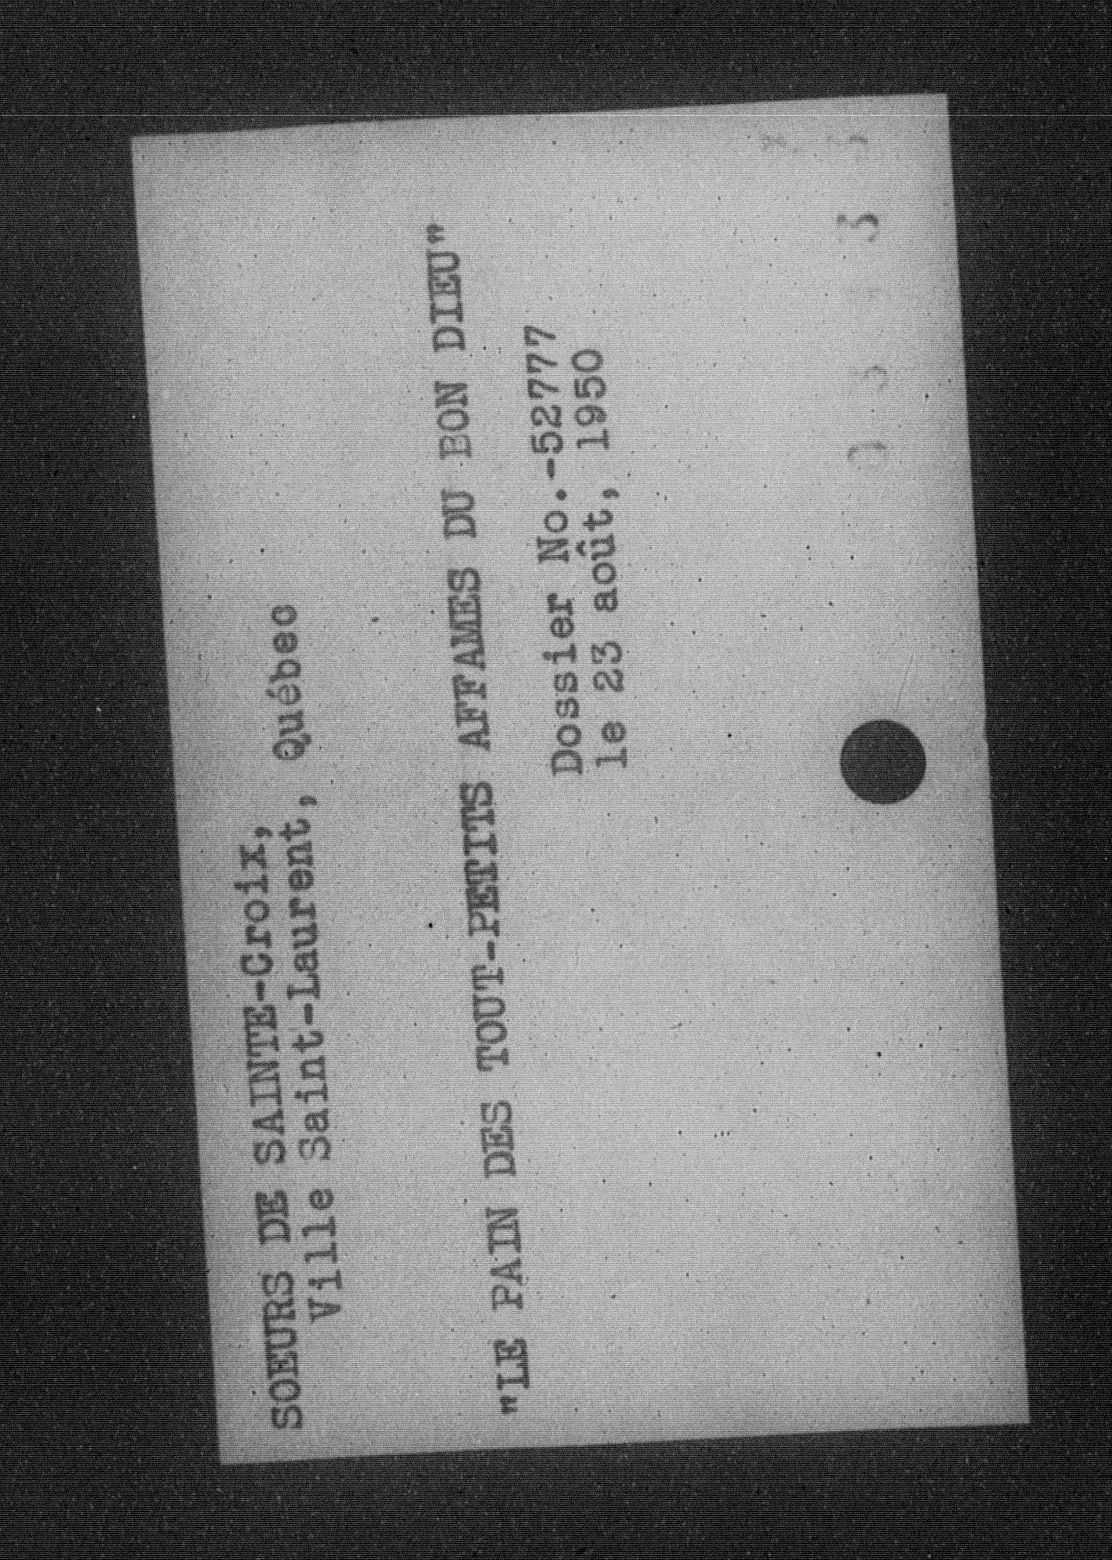 SOEURS DE SAINTE-Croix,
Ville Saint-Laurent, Québec
"LE PAIN DES TOUT-PETITS AFFAMES DU BON DIEU"
Dossier No.-52777
le 23 août, 1950